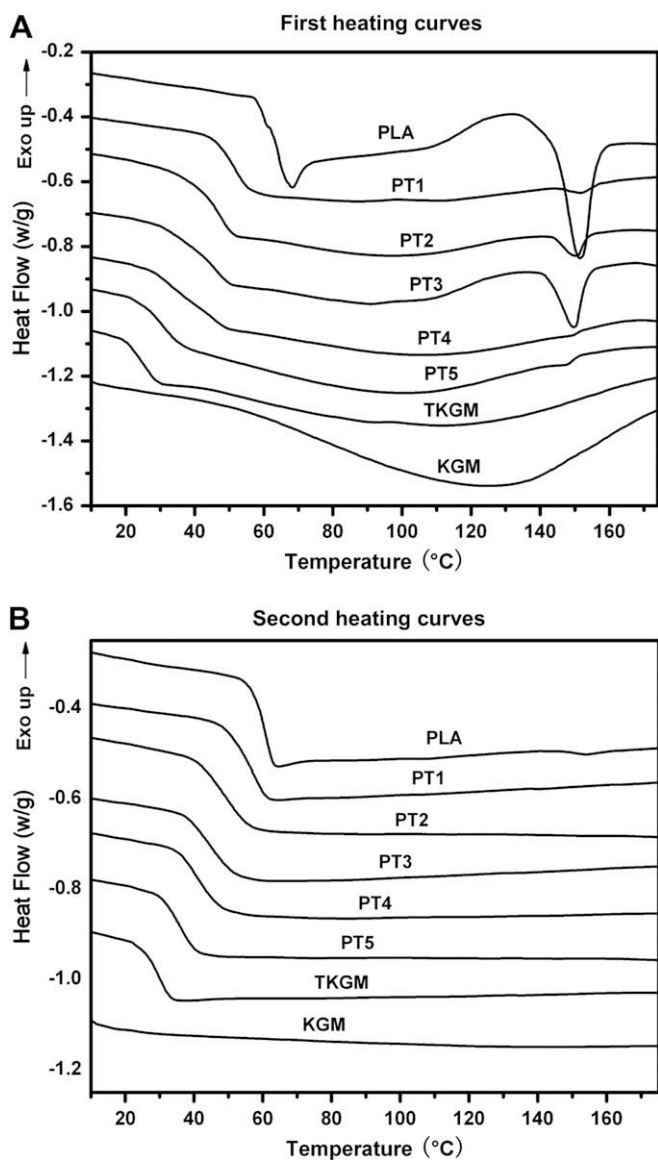 A
First heating curves
Exo up
Heat Flow (w/g)
-0.2
-0.4
-0.6
-0.8
-1.0
-1.2
-1.4
-1.6
PLA
PT1
PT2
PT3
PT4
PT5
TKGM
KGM
20 40 60 80 100 120 140 160
Temperature (°C)
B
Second heating curves
Exo up
Heat Flow (w/g)
-0.4
-0.6
-0.8
-1.0
-1.2
PLA
PT1
PT2
PT3
PT4
PT5
TKGM
KGM
20 40 60 80 100 120 140 160
Temperature (°C)